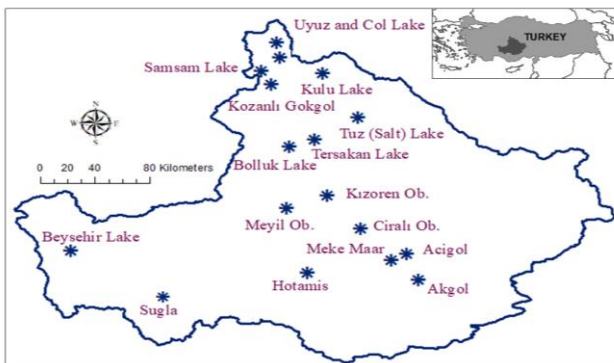 Uyuz and Col Lake
TURKEY
Samsam Lake
Kulu Lake
Kozanlı Gokgol
N
W E
S
Tuz (Salt) Lake
0 20 40 80 Kilometers
Bolluk Lake
Tersakan Lake
Kızoren Ob.
Meyil Ob.
Ciralı Ob.
Beysehir Lake
Meke Maar
Acigol
Hotamis
Akgol
Sugla